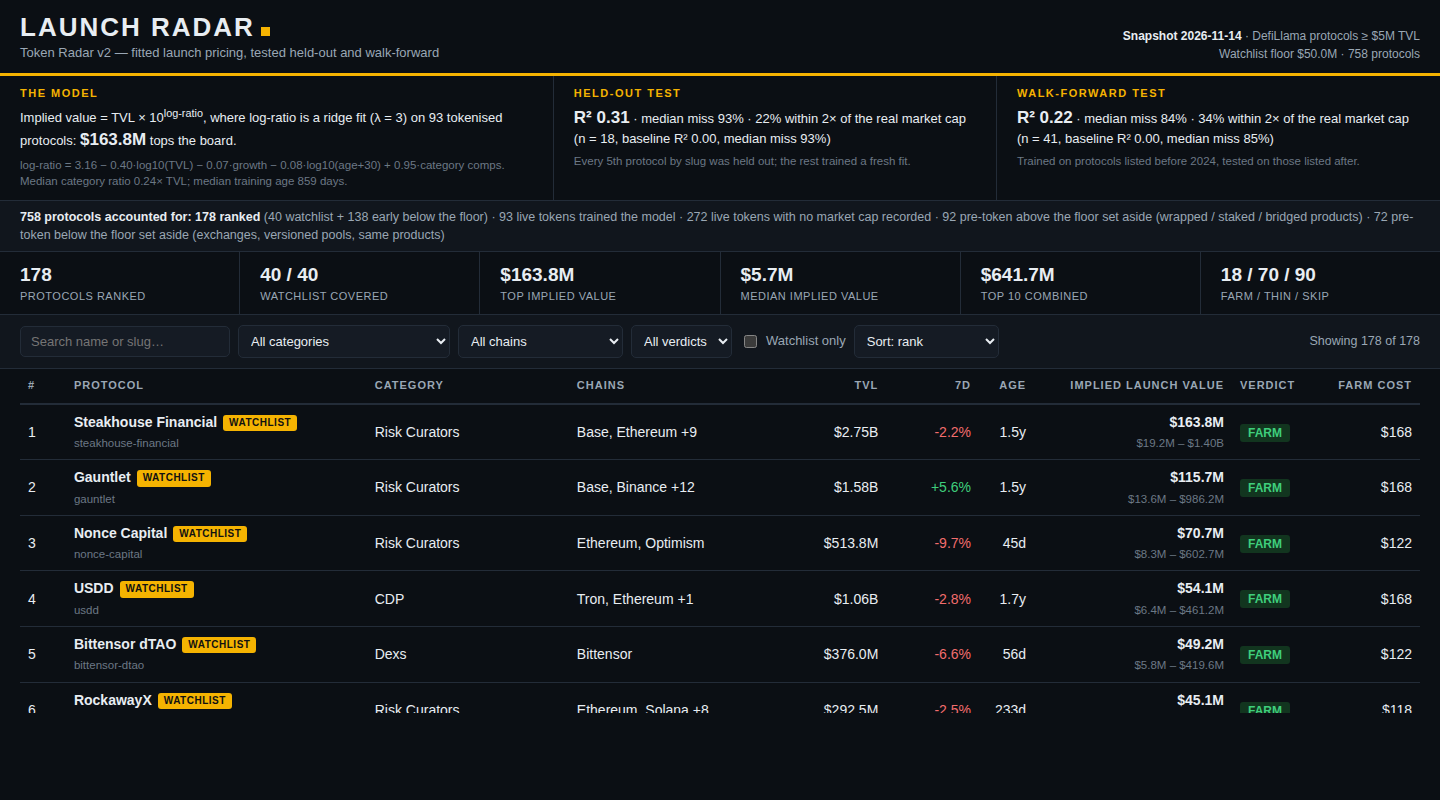 LAUNCH RADAR
Token Radar v2 — fitted launch pricing, tested held-out and walk-forward
Snapshot 2026-11-14 · DefiLlama protocols ≥ $5M TVL
Watchlist floor $50.0M · 758 protocols
THE MODEL
Implied value = TVL × 10^log-ratio, where log-ratio is a ridge fit (λ = 3) on 93 tokenised
protocols: $163.8M tops the board.
log-ratio = 3.16 − 0.40·log10(TVL) − 0.07·growth − 0.08·log10(age+30) + 0.95·category comps.
Median category ratio 0.24× TVL; median training age 859 days.
HELD-OUT TEST
R² 0.31 · median miss 93% · 22% within 2× of the real market cap
(n = 18, baseline R² 0.00, median miss 93%)
Every 5th protocol by slug was held out; the rest trained a fresh fit.
WALK-FORWARD TEST
R² 0.22 · median miss 84% · 34% within 2× of the real market cap
(n = 41, baseline R² 0.00, median miss 85%)
Trained on protocols listed before 2024, tested on those listed after.
758 protocols accounted for: 178 ranked (40 watchlist + 138 early below the floor) · 93 live tokens trained the model · 272 live tokens with no market cap recorded · 92 pre-token above the floor set aside (wrapped / staked / bridged products) · 72 pre-
token below the floor set aside (exchanges, versioned pools, same products)
178
PROTOCOLS RANKED
40 / 40
WATCHLIST COVERED
$163.8M
TOP IMPLIED VALUE
$5.7M
MEDIAN IMPLIED VALUE
$641.7M
TOP 10 COMBINED
18 / 70 / 90
FARM / THIN / SKIP
Search name or slug… All categories All chains All verdicts Watchlist only Sort: rank Showing 178 of 178
# PROTOCOL CATEGORY CHAINS TVL 7D AGE IMPLIED LAUNCH VALUE VERDICT FARM COST
1 Steakhouse Financial WATCHLIST Risk Curators Base, Ethereum +9 $2.75B -2.2% 1.5y $163.8M FARM $168
steakhouse-financial $19.2M – $1.40B
2 Gauntlet WATCHLIST Risk Curators Base, Binance +12 $1.58B +5.6% 1.5y $115.7M FARM $168
gauntlet $13.6M – $986.2M
3 Nonce Capital WATCHLIST Risk Curators Ethereum, Optimism $513.8M -9.7% 45d $70.7M FARM $122
nonce-capital $8.3M – $602.7M
4 USDD WATCHLIST CDP Tron, Ethereum +1 $1.06B -2.8% 1.7y $54.1M FARM $168
usdd $6.4M – $461.2M
5 Bittensor dTAO WATCHLIST Dexs Bittensor $376.0M -6.6% 56d $49.2M FARM $122
bittensor-dtao $5.8M – $419.6M
6 RockawayX WATCHLIST Risk Curators Ethereum, Solana +8 $292.5M -2.5% 233d $45.1M FARM $118